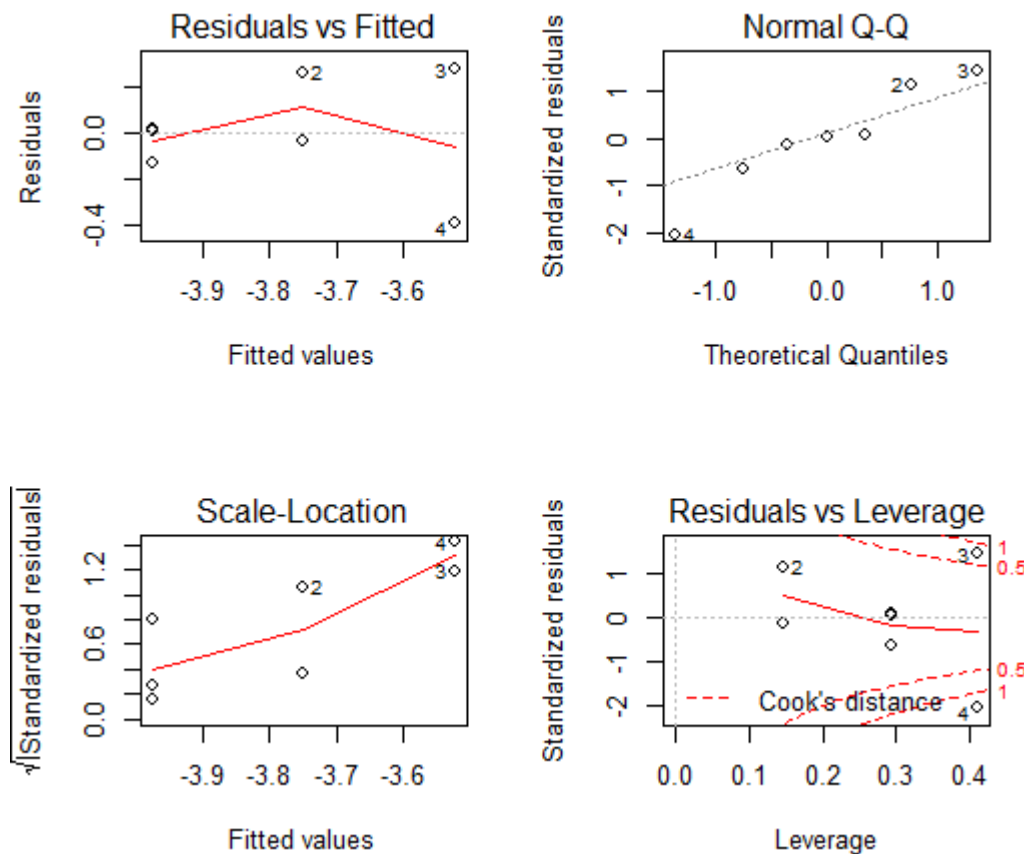 Residuals vs Fitted
Residuals
0.0
-0.4
2
3
4
-3.9 -3.8 -3.7 -3.6
Fitted values
Normal Q-Q
Standardized residuals
1
0
-1
-2
2
3
4
-1.0 0.0 1.0
Theoretical Quantiles
Scale-Location
√|Standardized residuals|
1.2
0.6
0.0
4
2
3
-3.9 -3.8 -3.7 -3.6
Fitted values
Residuals vs Leverage
Standardized residuals
1
0
-1
-2
2
3
4
1
0.5
0.5
1
Cook's distance
0.0 0.1 0.2 0.3 0.4
Leverage